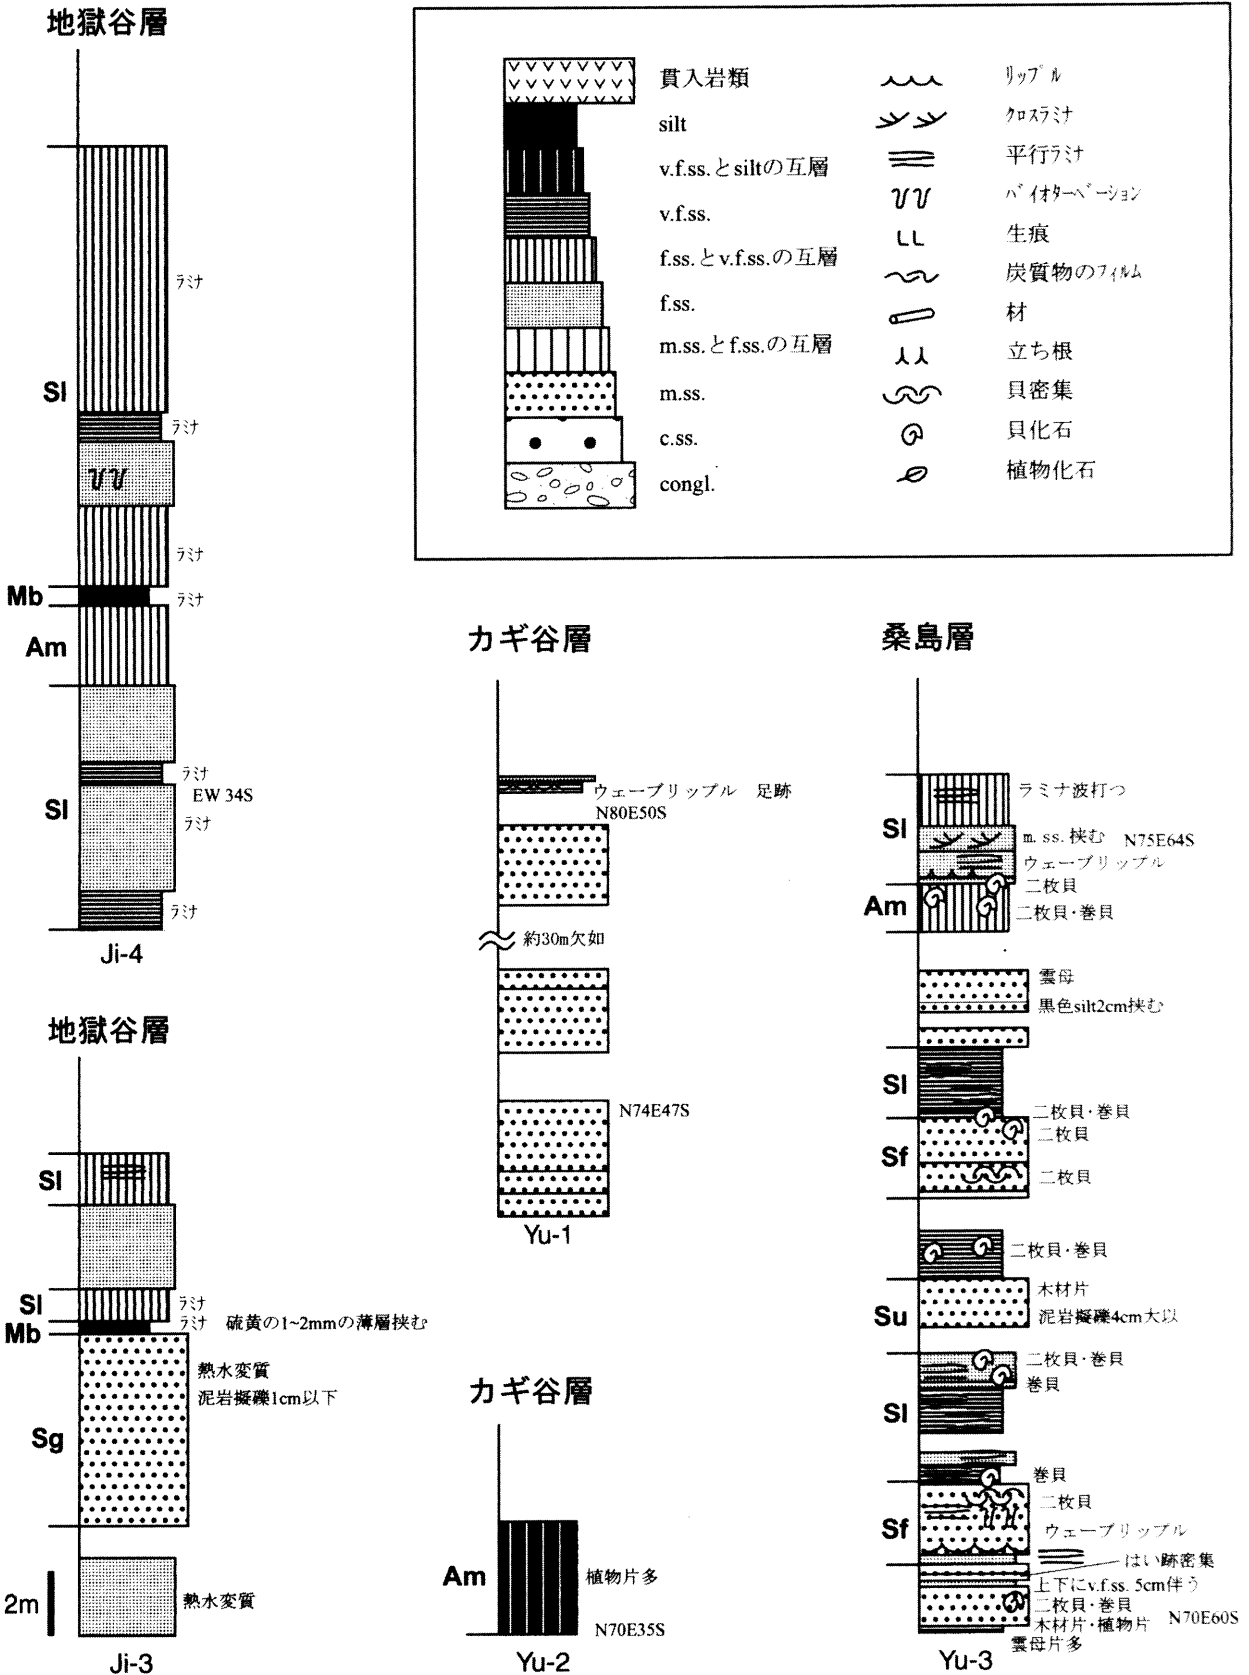 地獄谷層
ラミナ
Sl
ラミナ
ラミナ
Mb
ラミナ
Am
ラミナ
EW 34S
Sl
ラミナ
ラミナ
Ji-4
貫入岩類
silt
v.f.ss.とsiltの互層
v.f.ss.
f.ss.とv.f.ss.の互層
f.ss.
m.ss.とf.ss.の互層
m.ss.
c.ss.
congl.
リップル
クロスラミナ
平行ラミナ
バイオターベーション
生痕
炭質物のフィルム
材
立ち根
貝密集
貝化石
植物化石
地獄谷層
Sl
Sl
ラミナ
Mb
ラミナ 硫黄の1~2mmの薄層挟む
熱水変質
泥岩擬礫1cm以下
Sg
2m
熱水変質
Ji-3
カギ谷層
ウェーブリップル 足跡
N80E50S
約30m欠如
N74E47S
Yu-1
カギ谷層
Am
植物片多
N70E35S
Yu-2
桑島層
ラミナ波打つ
Sl
m.ss.挟む N75E64S
ウェーブリップル
二枚貝
Am
二枚貝・巻貝
雲母
黒色silt2cm挟む
Sl
二枚貝・巻貝
二枚貝
Sf
二枚貝
二枚貝・巻貝
木材片
Su
泥岩擬礫4cm大以
二枚貝・巻貝
巻貝
Sl
巻貝
二枚貝
Sf
ウェーブリップル
はい跡密集
上下にv.f.ss. 5cm伴う
二枚貝・巻貝
N70E60S
木材片・植物片
雲母片多
Yu-3